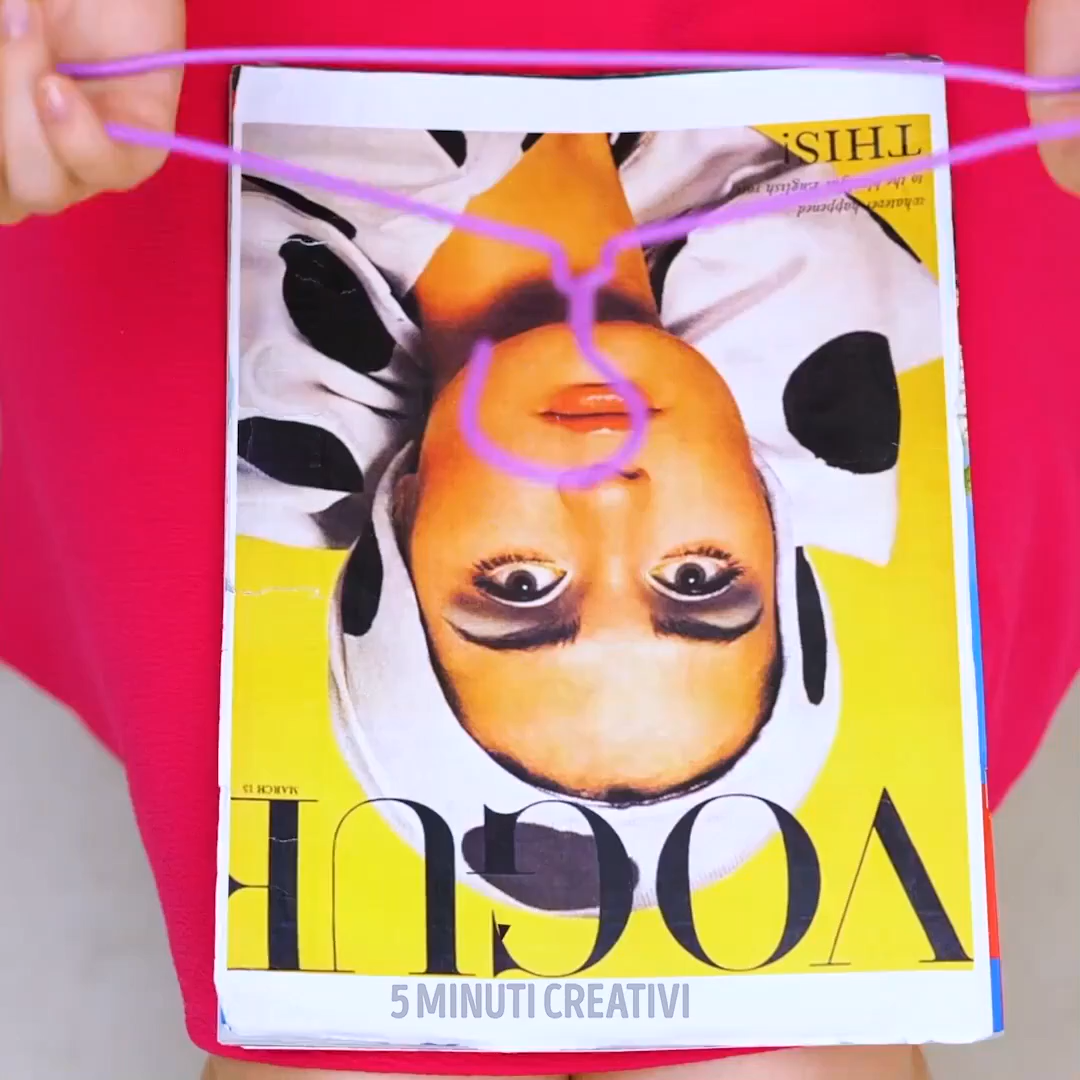 THIS!
whatever happened
VOGUE
MARCH 15
5 MINUTI CREATIVI